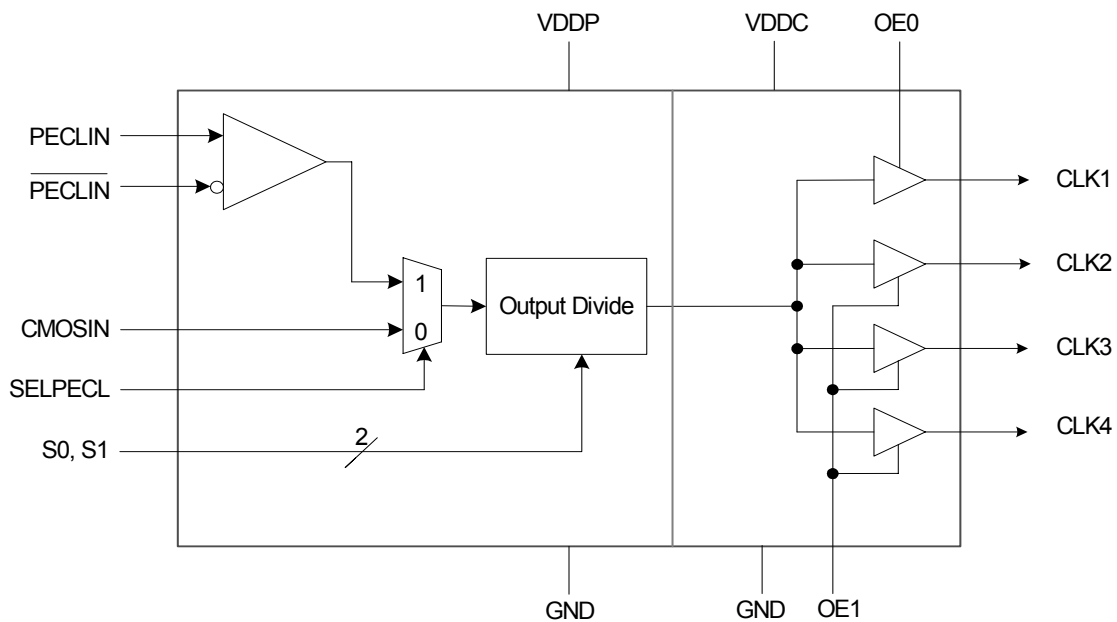 VDDP
VDDC
OE0
PECLIN
PECLIN
CLK1
CLK2
1
Output Divide
CMOSIN
0
CLK3
SELPECL
CLK4
S0, S1
2
GND
GND
OE1